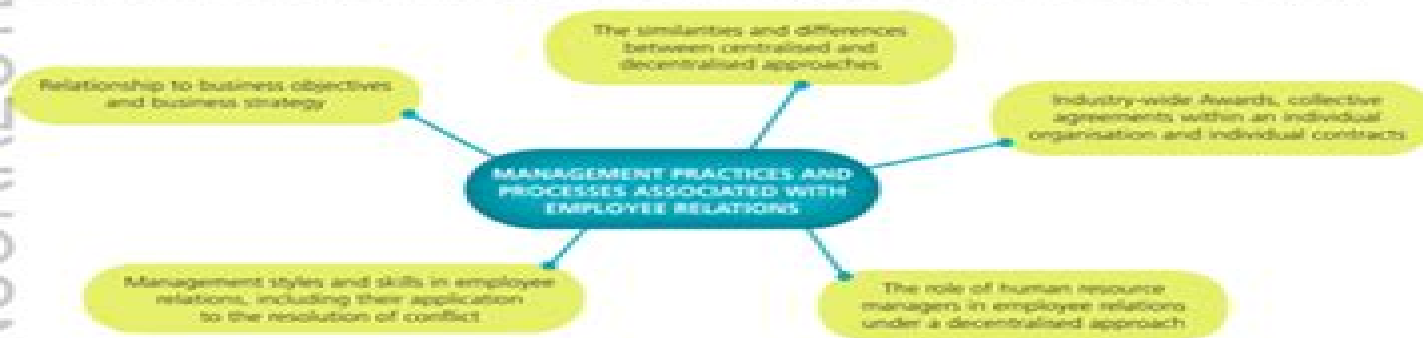 The similarities and differences
between centralised and
decentralised approaches
Relationship to business objectives
and business strategy
Industry-wide Awards, collective
agreements within an individual
organisation and individual contracts
MANAGEMENT PRACTICES AND
PROCESSES ASSOCIATED WITH
EMPLOYEE RELATIONS
Management styles and skills in employee
relations, including their application
to the resolution of conflict
The role of human resource
managers in employee relations
under a decentralised approach